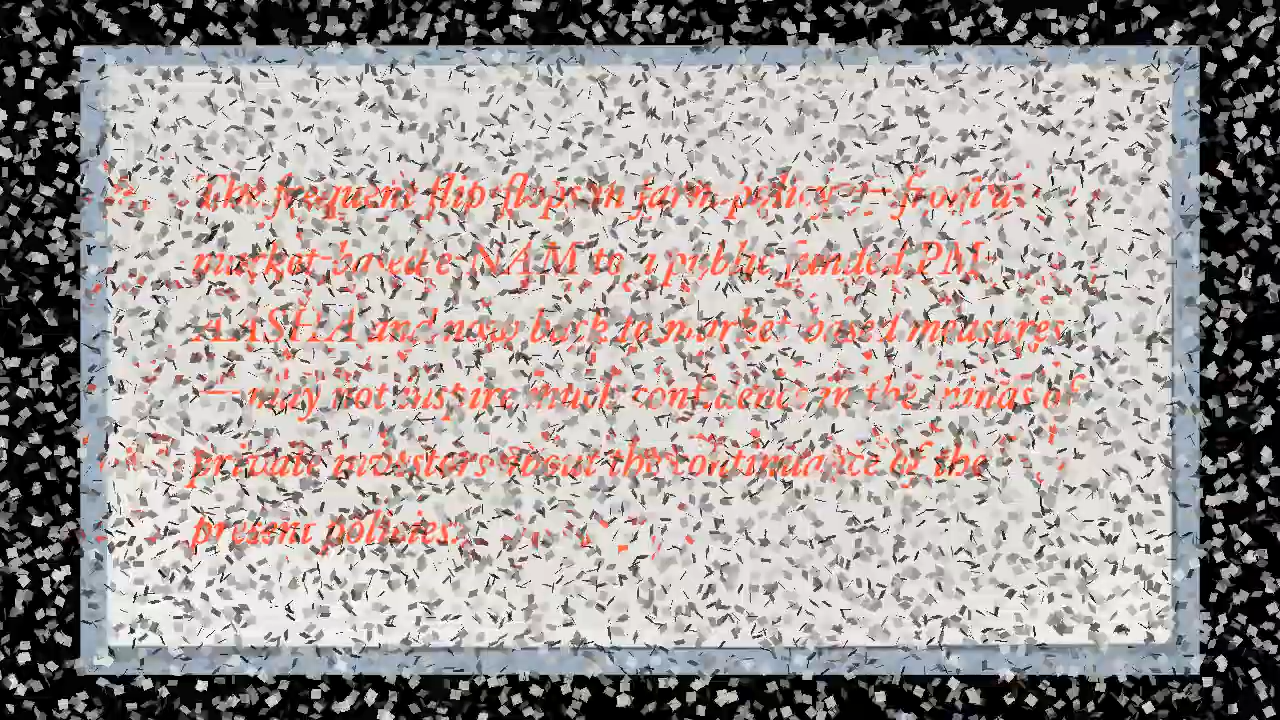 The frequent flip-flops in farm policy — from a
market-based e-NAM to a public funded PM-
AASHA and now back to market-based measures
— may not inspire much confidence in the minds of
private investors about the continuance of the
present policies.